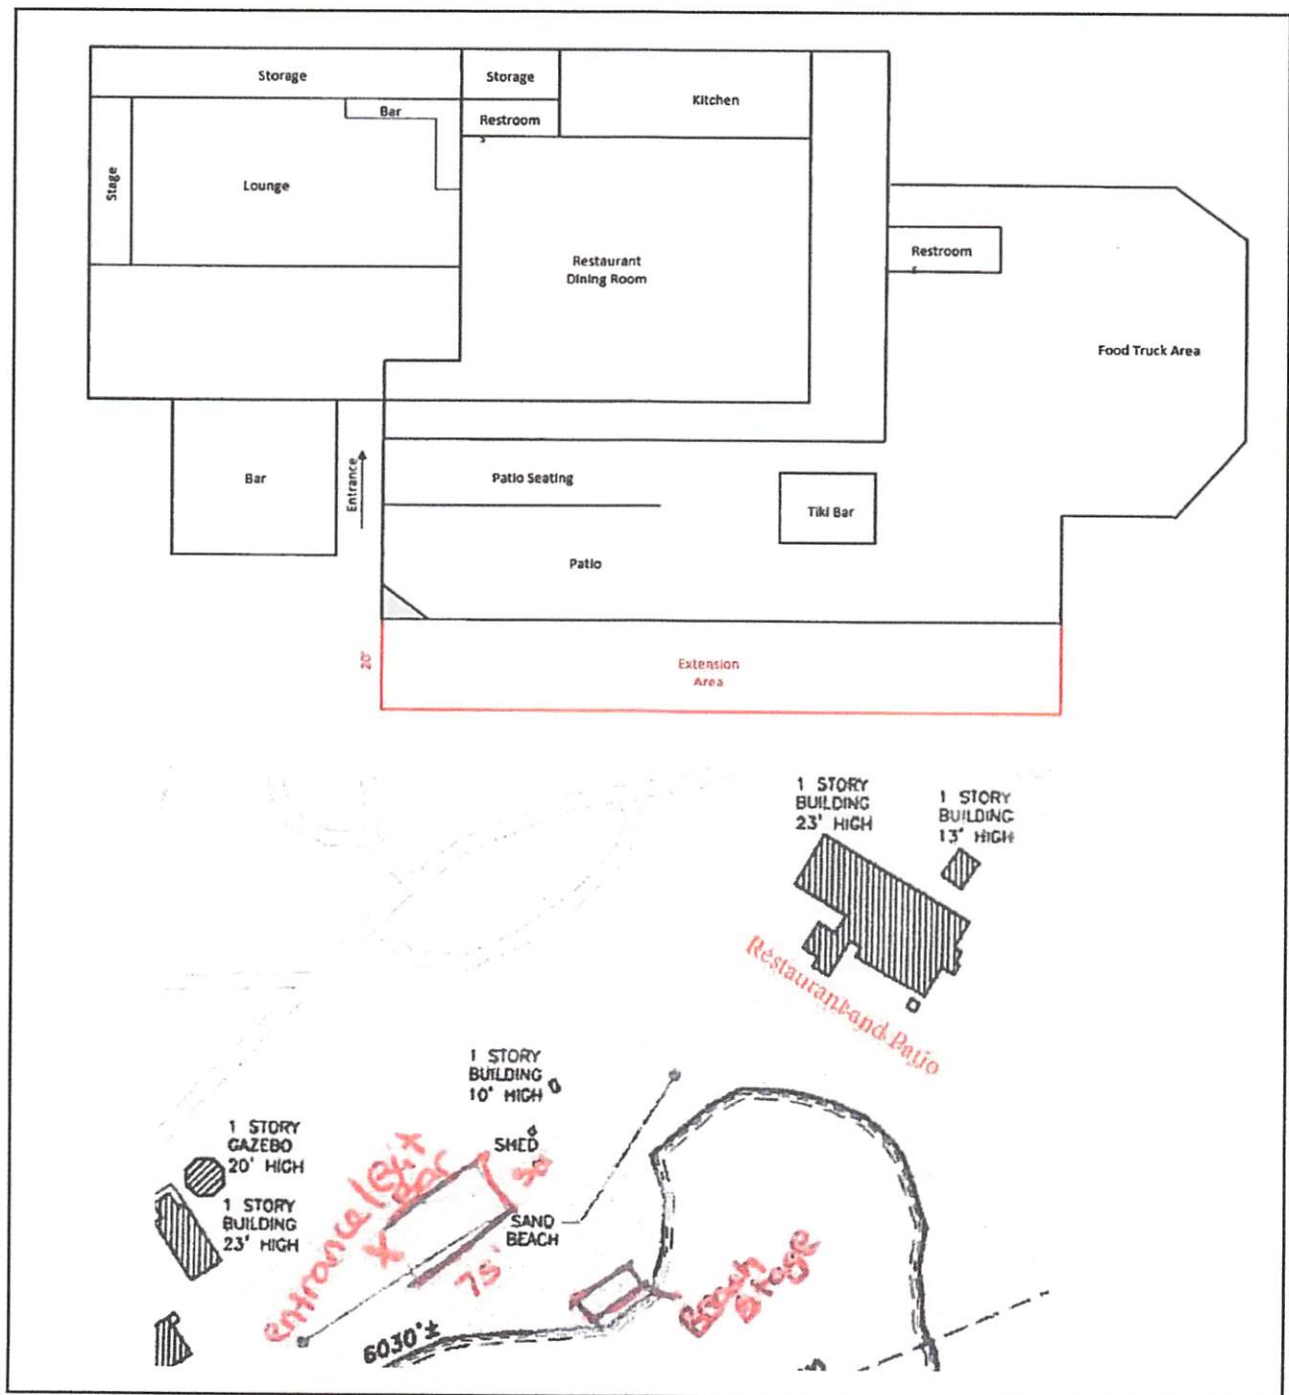 Storage
Storage
Kitchen
Bar
Restroom
Stage
Lounge
Restaurant
Dining Room
Restroom
Food Truck Area
Bar
Entrance
Patio Seating
Tiki Bar
Patio
20'
Extension
Area
1 STORY
BUILDING
23' HIGH
1 STORY
BUILDING
13' HIGH
Restaurant and Patio
1 STORY
BUILDING
10' HIGH
SHED
1 STORY
GAZEBO
20' HIGH
1 STORY
BUILDING
23' HIGH
entrance/Exit
Bar
X
SAND
BEACH
75'
Beach
Stage
6030'±